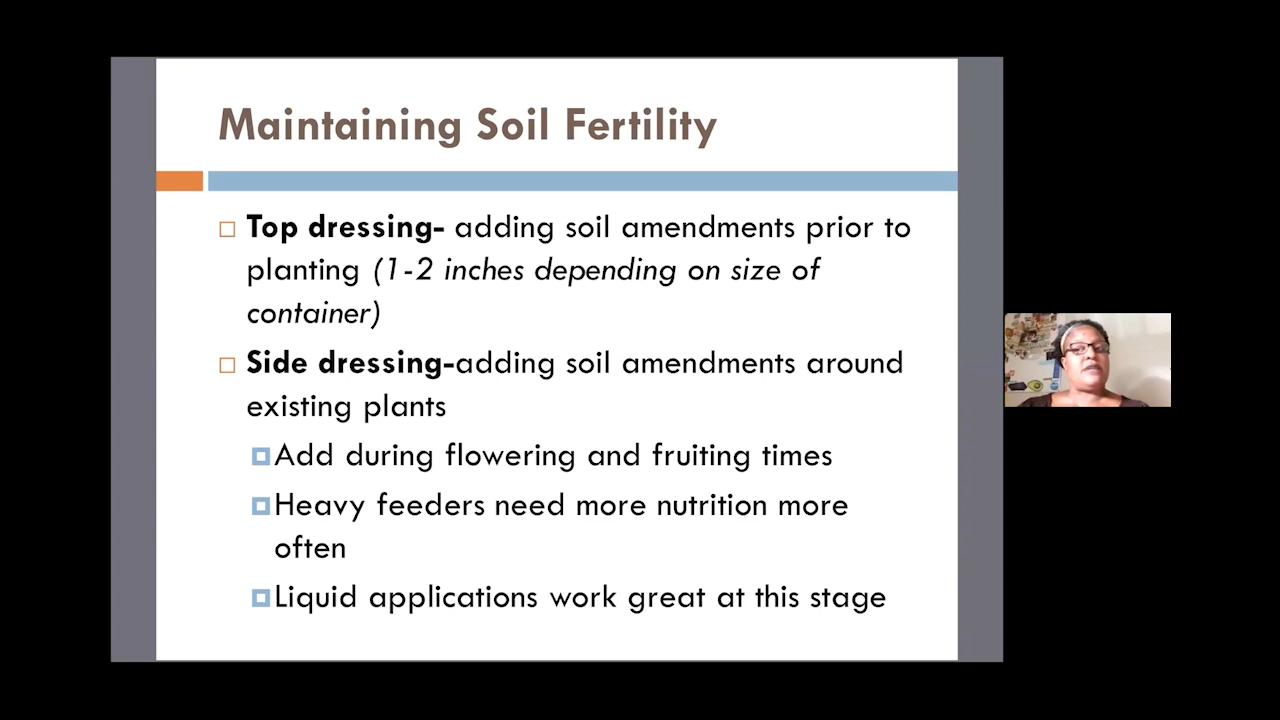 Maintaining Soil Fertility
Top dressing- adding soil amendments prior to
planting (1-2 inches depending on size of
container)
Side dressing-adding soil amendments around
existing plants
Add during flowering and fruiting times
Heavy feeders need more nutrition more
often
Liquid applications work great at this stage